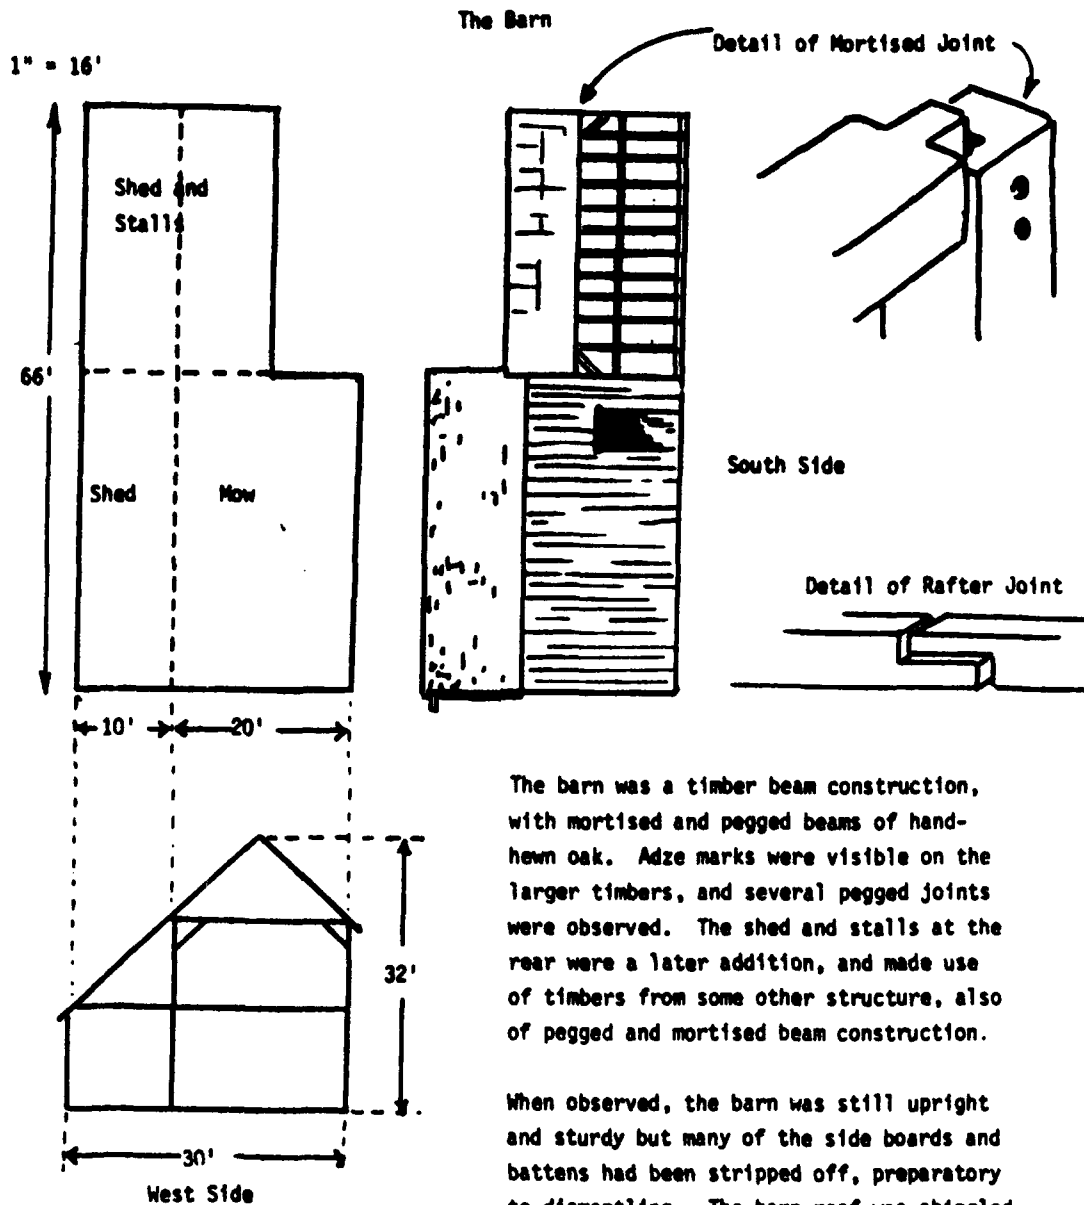 The Barn
Detail of Mortised Joint
1" = 16'
Shed and
Stalls
66'
Shed
Mow
South Side
Detail of Rafter Joint
10'
20'
32'
30'
West Side
The barn was a timber beam construction,
with mortised and pegged beams of hand-
hewn oak. Adze marks were visible on the
larger timbers, and several pegged joints
were observed. The shed and stalls at the
rear were a later addition, and made use
of timbers from some other structure, also
of pegged and mortised beam construction.
When observed, the barn was still upright
and sturdy but many of the side boards and
battens had been stripped off, preparatory
to dismantling. The barn roof was shingled